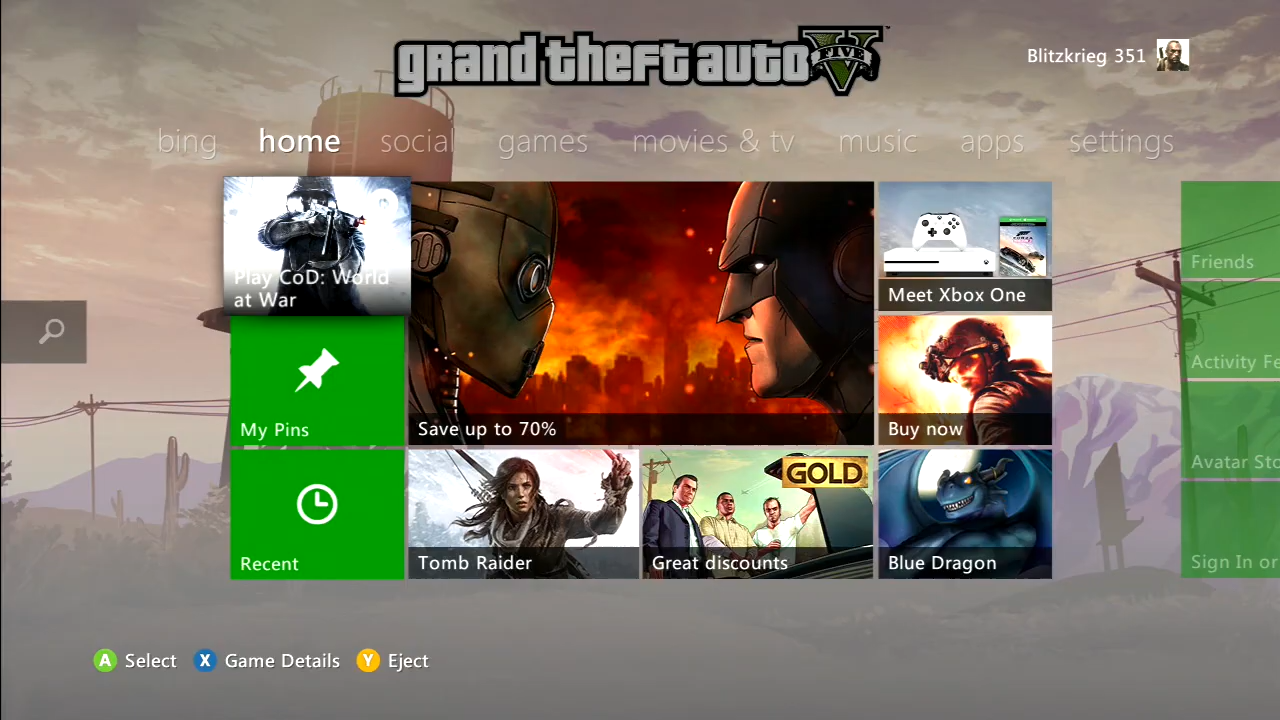 grand theft auto V
FIVE
™
Blitzkrieg 351
bing
home
social
games
movies & tv
music
apps
settings
Play CoD: World
at War
My Pins
Recent
Save up to 70%
Tomb Raider
GOLD
Great discounts
Meet Xbox One
Buy now
Blue Dragon
Friends
Activity Fe
Avatar Sto
Sign In or
A Select
X Game Details
Y Eject